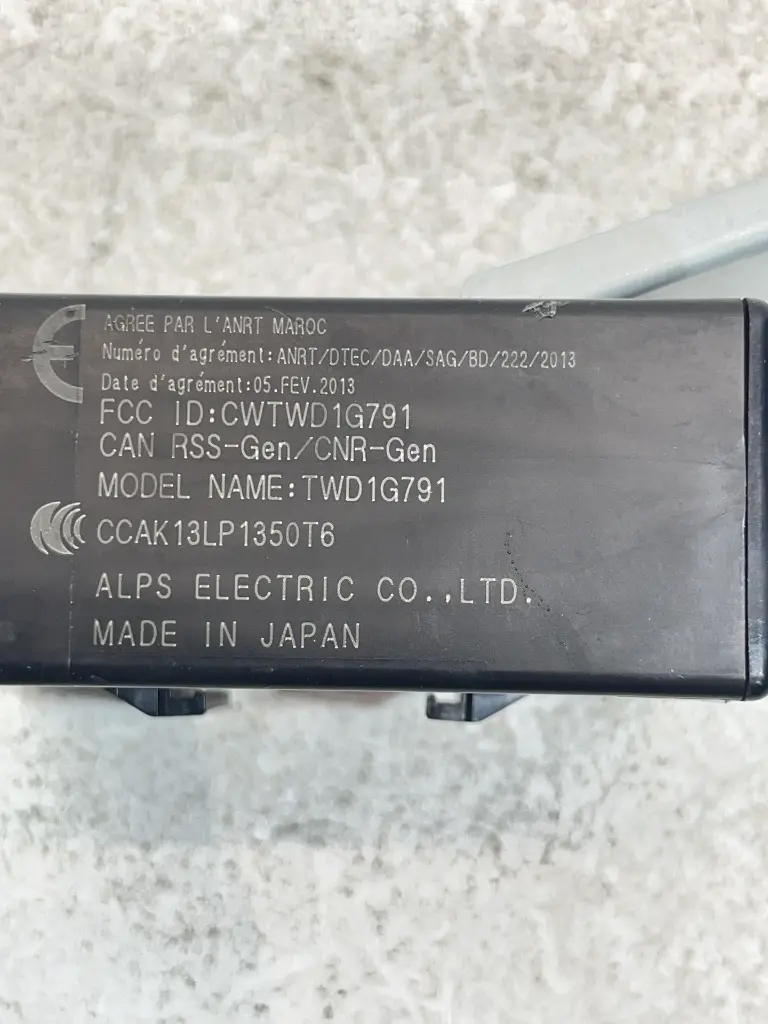 AGREE PAR L'ANRT MAROC
Numéro d'agrément:ANRT/DTEC/DAA/SAG/BD/222/2013
Date d'agrément:05.FEV.2013
FCC ID:CWTWD1G791
CAN RSS-Gen/CNR-Gen
MODEL NAME:TWD1G791
CCAK13LP1350T6
ALPS ELECTRIC CO.,LTD.
MADE IN JAPAN